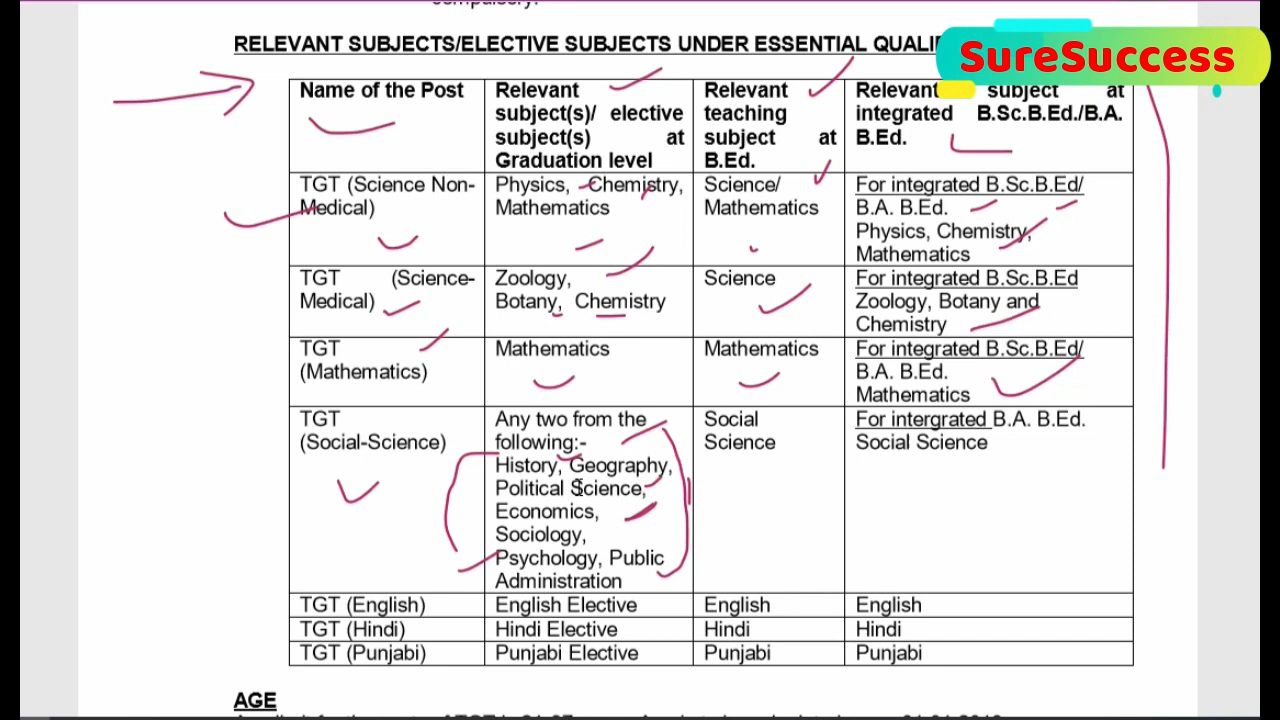 compulsory.
RELEVANT SUBJECTS/ELECTIVE SUBJECTS UNDER ESSENTIAL
SureSuccess
Name of the Post
Relevant
subject(s)/ elective
subject(s) at
Graduation level
Relevant
teaching
subject at
B.Ed.
Relevant subject at
integrated B.Sc.B.Ed./B.A.
B.Ed.
TGT (Science Non-
Medical)
Physics, Chemistry,
Mathematics
Science/
Mathematics
For integrated B.Sc.B.Ed/
B.A. B.Ed.
Physics, Chemistry,
Mathematics
TGT (Science-
Medical)
Zoology,
Botany, Chemistry
Science
For integrated B.Sc.B.Ed
Zoology, Botany and
Chemistry
TGT
(Mathematics)
Mathematics
Mathematics
For integrated B.Sc.B.Ed/
B.A. B.Ed.
Mathematics
TGT
(Social-Science)
Any two from the
following:-
History, Geography,
Political Science,
Economics,
Sociology,
Psychology, Public
Administration
Social
Science
For intergrated B.A. B.Ed.
Social Science
TGT (English)
English Elective
English
English
TGT (Hindi)
Hindi Elective
Hindi
Hindi
TGT (Punjabi)
Punjabi Elective
Punjabi
Punjabi
AGE